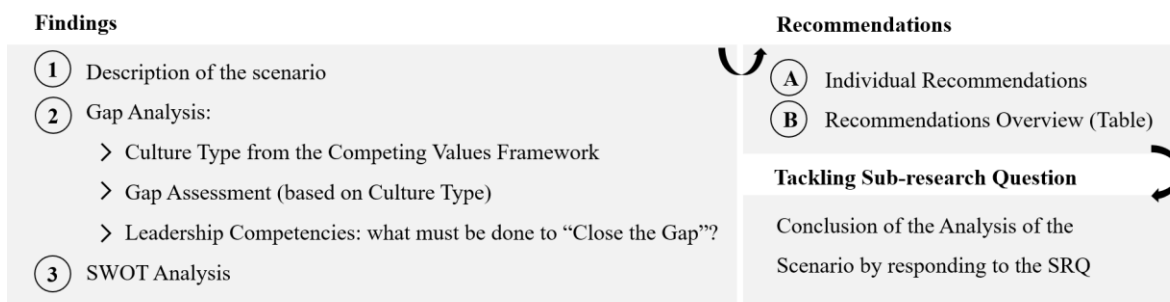 Findings
1 Description of the scenario
2 Gap Analysis:
> Culture Type from the Competing Values Framework
> Gap Assessment (based on Culture Type)
> Leadership Competencies: what must be done to “Close the Gap”?
3 SWOT Analysis
Recommendations
A Individual Recommendations
B Recommendations Overview (Table)
Tackling Sub-research Question
Conclusion of the Analysis of the
Scenario by responding to the SRQ